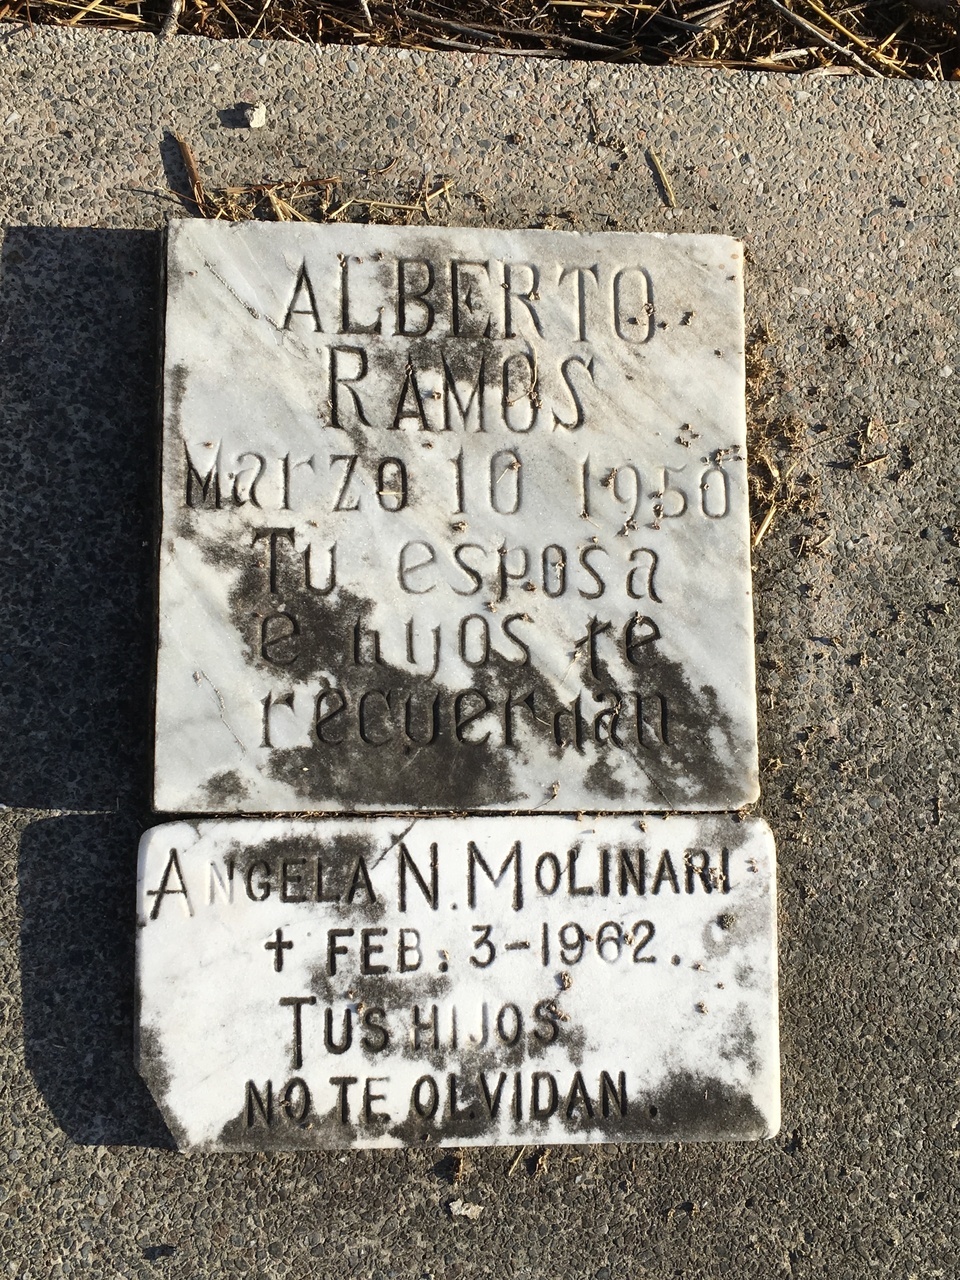 ALBERTO
RAMOS
Marzo 10 1950
Tu esposa
e hijos te
recuerdan
ANGELA N. MOLINARI
✝ FEB: 3-1962.
TUS HIJOS
NO TE OLVIDAN.